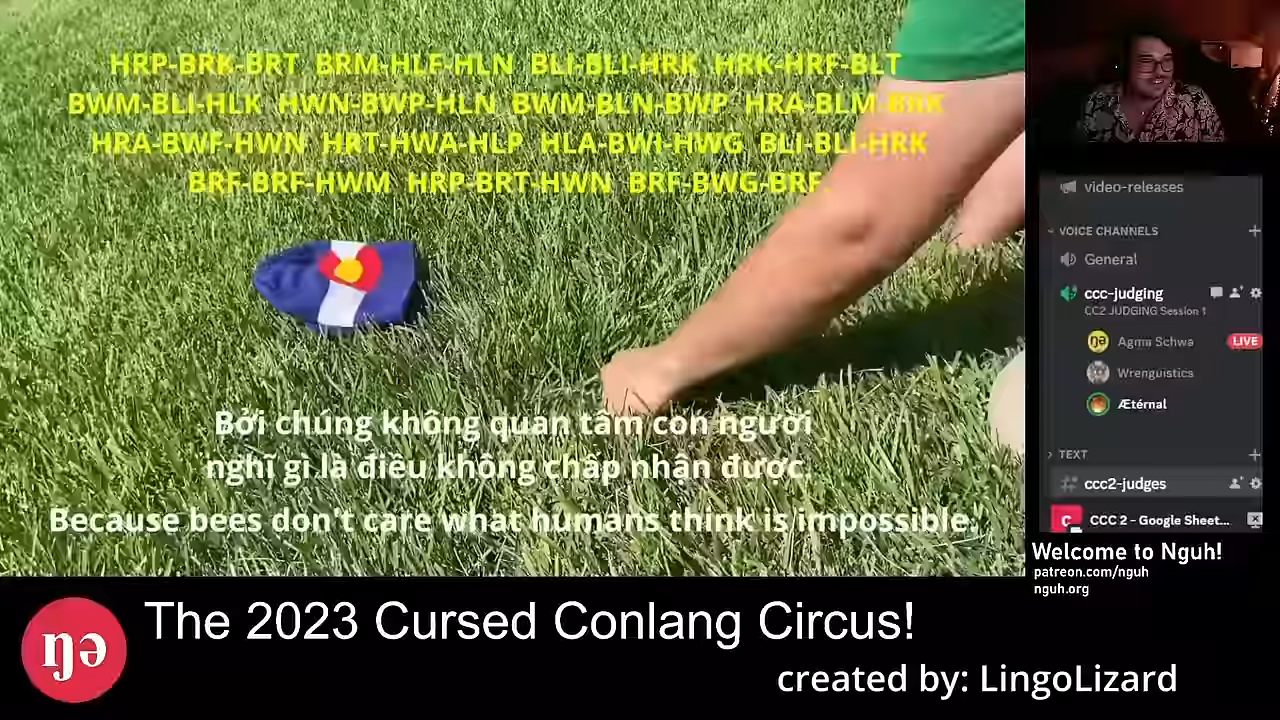 HRP-BRK-BRT BRM-HLF-HLN BLI-BLI-HRK HRK-HRF-BLT
BWM-BLI-HLK HWN-BWP-HLN BWM-BLN-BWP HRA-BLM-BRK
HRA-BWF-HWN HRT-HWA-HLP HLA-BWI-HWG BLI-BLI-HRK
BRF-BRF-HWM HRP-BRT-HWN BRF-BWG-BRF.
Bởi chúng không quan tâm con người
nghĩ gì là điều không chấp nhận được.
Because bees don't care what humans think is impossible.
video-releases
VOICE CHANNELS
General
ccc-judging
CC2 JUDGING Session 1
ŋə Agma Schwa LIVE
Wrenguistics
Ætérnal
TEXT
ccc2-judges
C CCC 2 - Google Sheet...
Welcome to Nguh!
patreon.com/nguh
nguh.org
ŋə
The 2023 Cursed Conlang Circus!
created by: LingoLizard